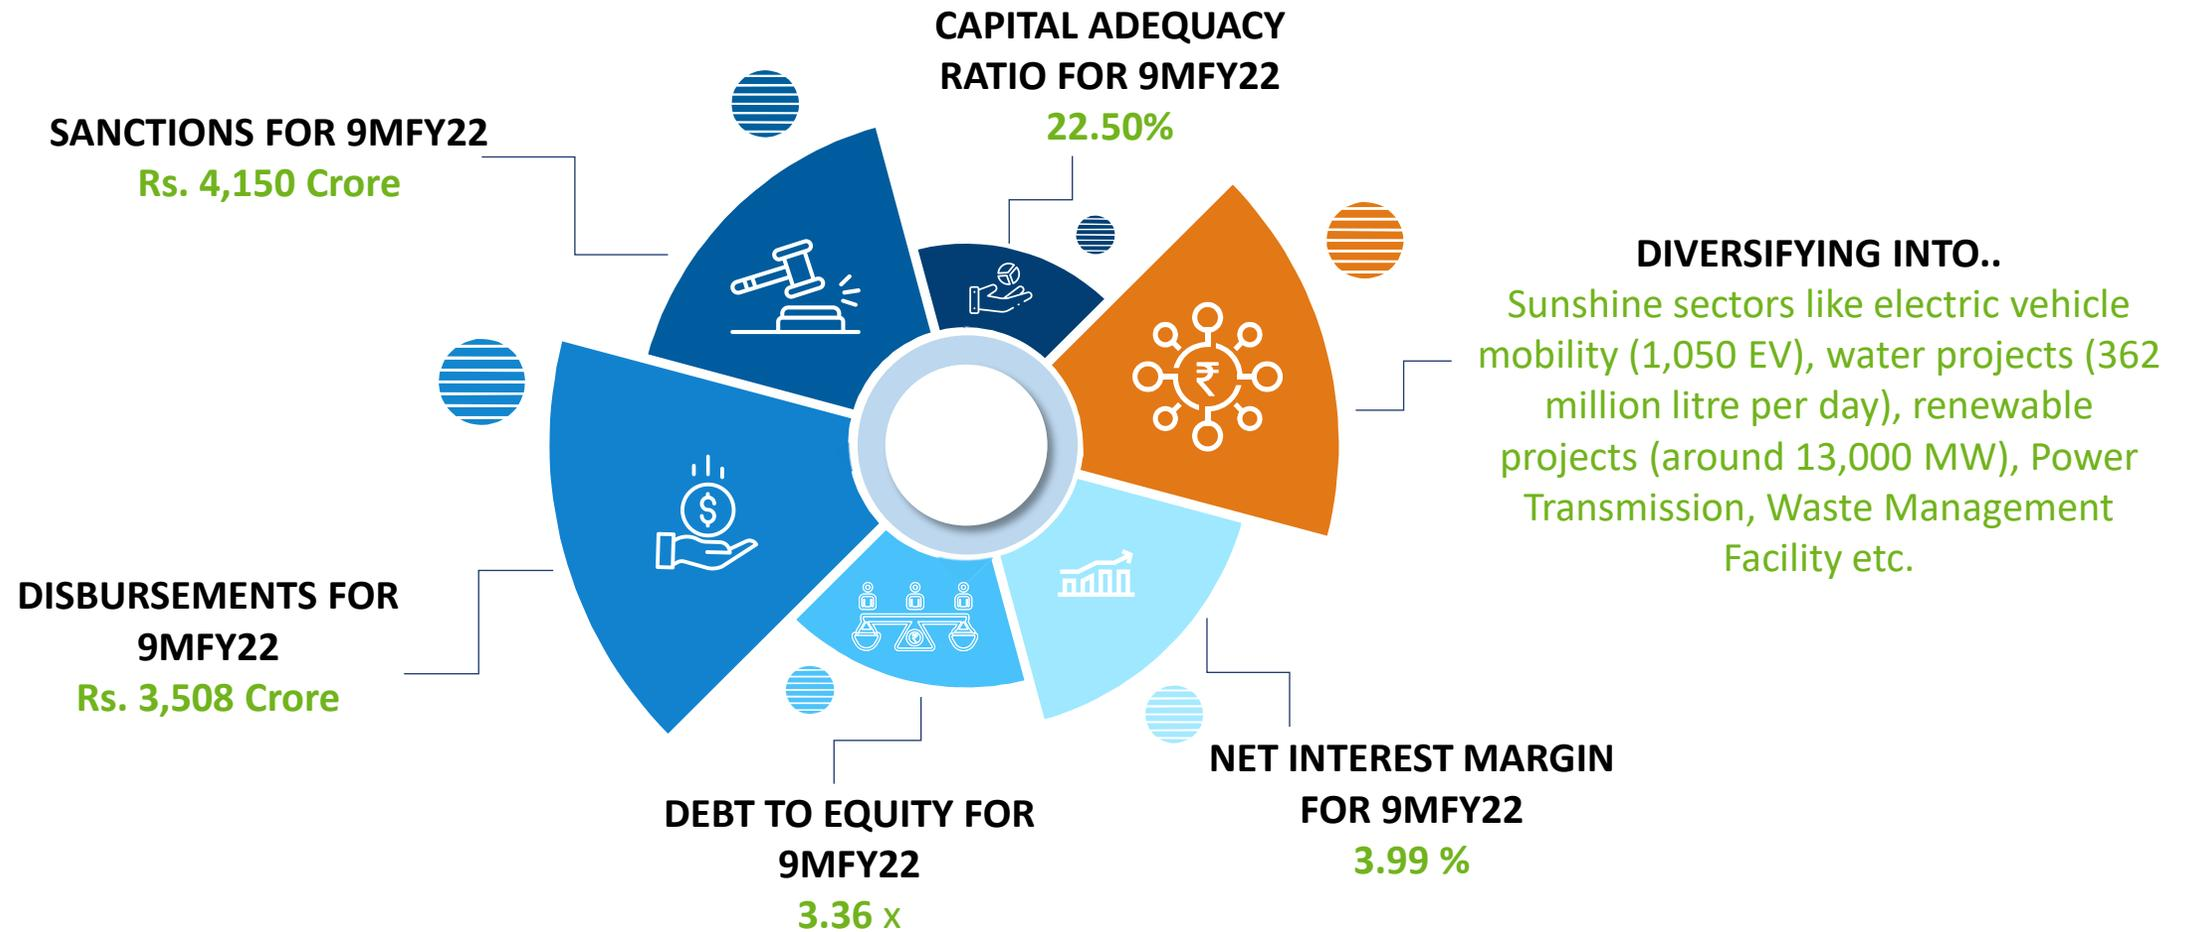 CAPITAL ADEQUACY
RATIO FOR 9MFY22
22.50%
SANCTIONS FOR 9MFY22
Rs. 4,150 Crore
DIVERSIFYING INTO..
Sunshine sectors like electric vehicle
mobility (1,050 EV), water projects (362
million litre per day), renewable
projects (around 13,000 MW), Power
Transmission, Waste Management
Facility etc.
₹
$
DISBURSEMENTS FOR
9MFY22
Rs. 3,508 Crore
NET INTEREST MARGIN
FOR 9MFY22
3.99 %
DEBT TO EQUITY FOR
9MFY22
3.36 x